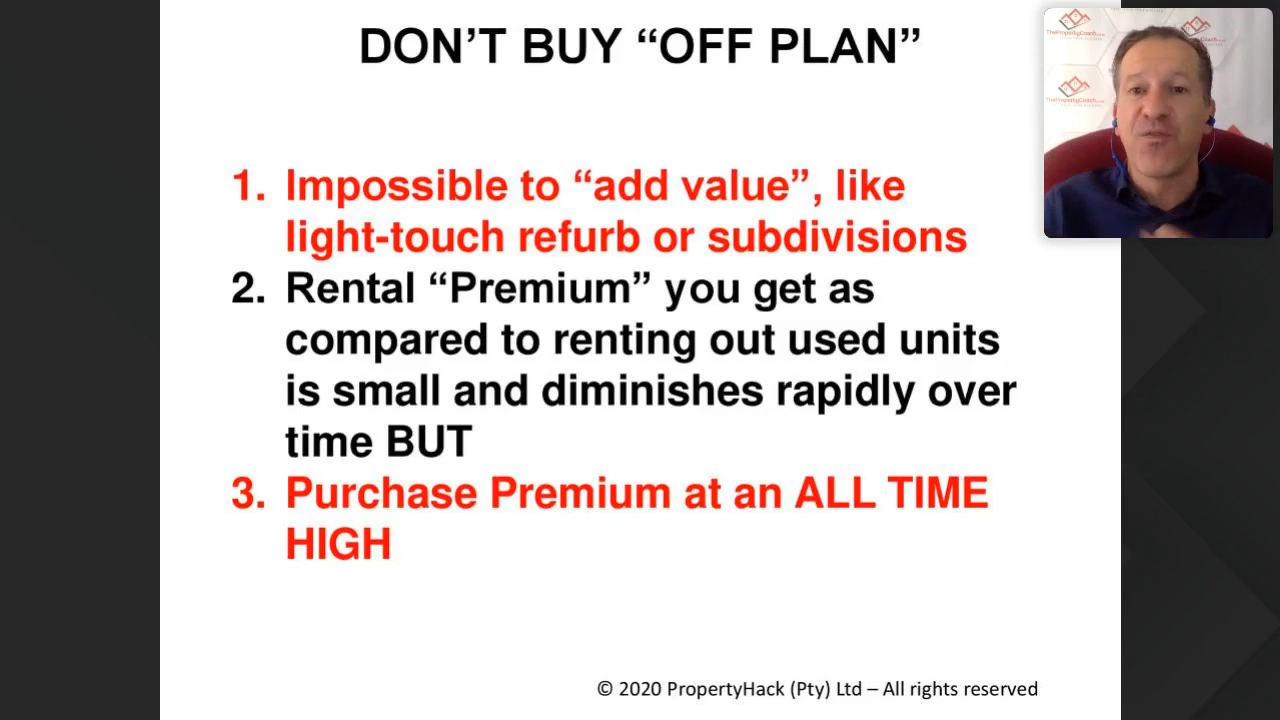 DON’T BUY “OFF PLAN”
1. Impossible to “add value”, like
light-touch refurb or subdivisions
2. Rental “Premium” you get as
compared to renting out used units
is small and diminishes rapidly over
time BUT
3. Purchase Premium at an ALL TIME
HIGH
© 2020 PropertyHack (Pty) Ltd – All rights reserved